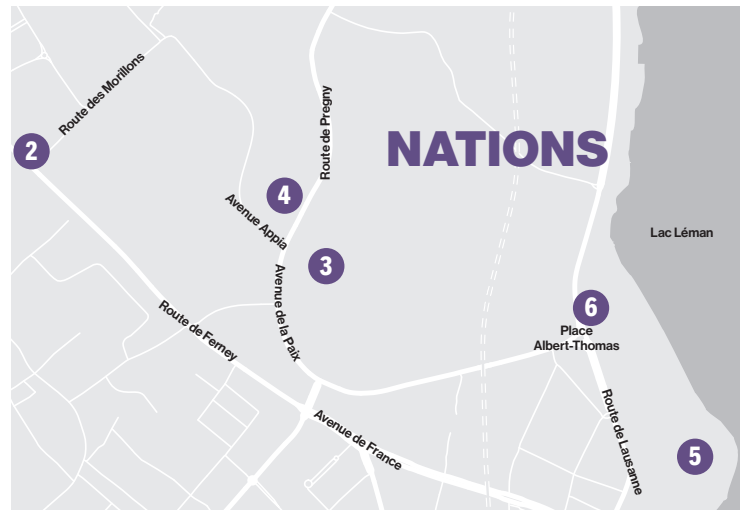 Route des Morillons
2
Route de Pregny
NATIONS
4
Avenue Appia
Lac Léman
3
Avenue de la Paix
6
Place
Albert-Thomas
Route de Ferney
Avenue de France
Route de Lausanne
5